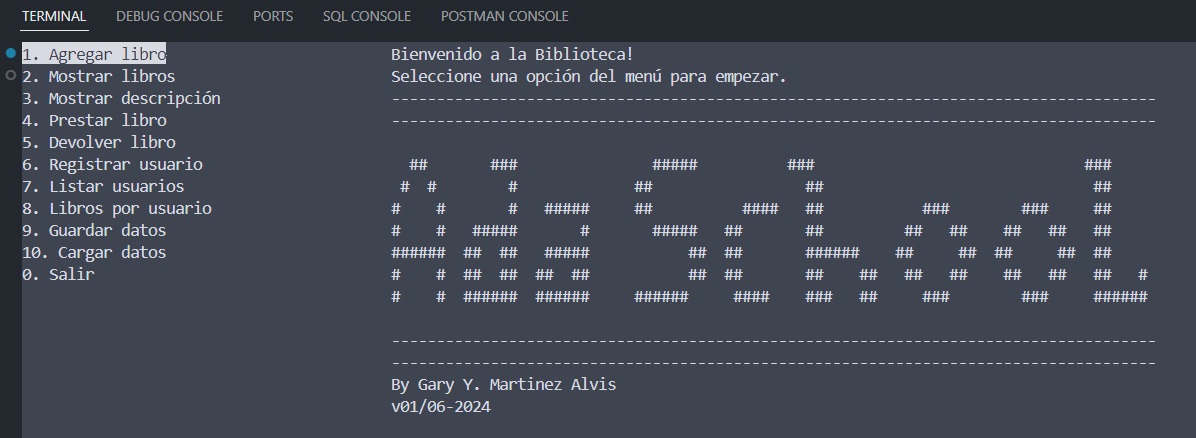 TERMINAL
DEBUG CONSOLE
PORTS
SQL CONSOLE
POSTMAN CONSOLE
1. Agregar libro
2. Mostrar libros
3. Mostrar descripción
4. Prestar libro
5. Devolver libro
6. Registrar usuario
7. Listar usuarios
8. Libros por usuario
9. Guardar datos
10. Cargar datos
0. Salir
Bienvenido a la Biblioteca!
Seleccione una opción del menú para empezar.
Ada School
By Gary Y. Martinez Alvis
v01/06-2024